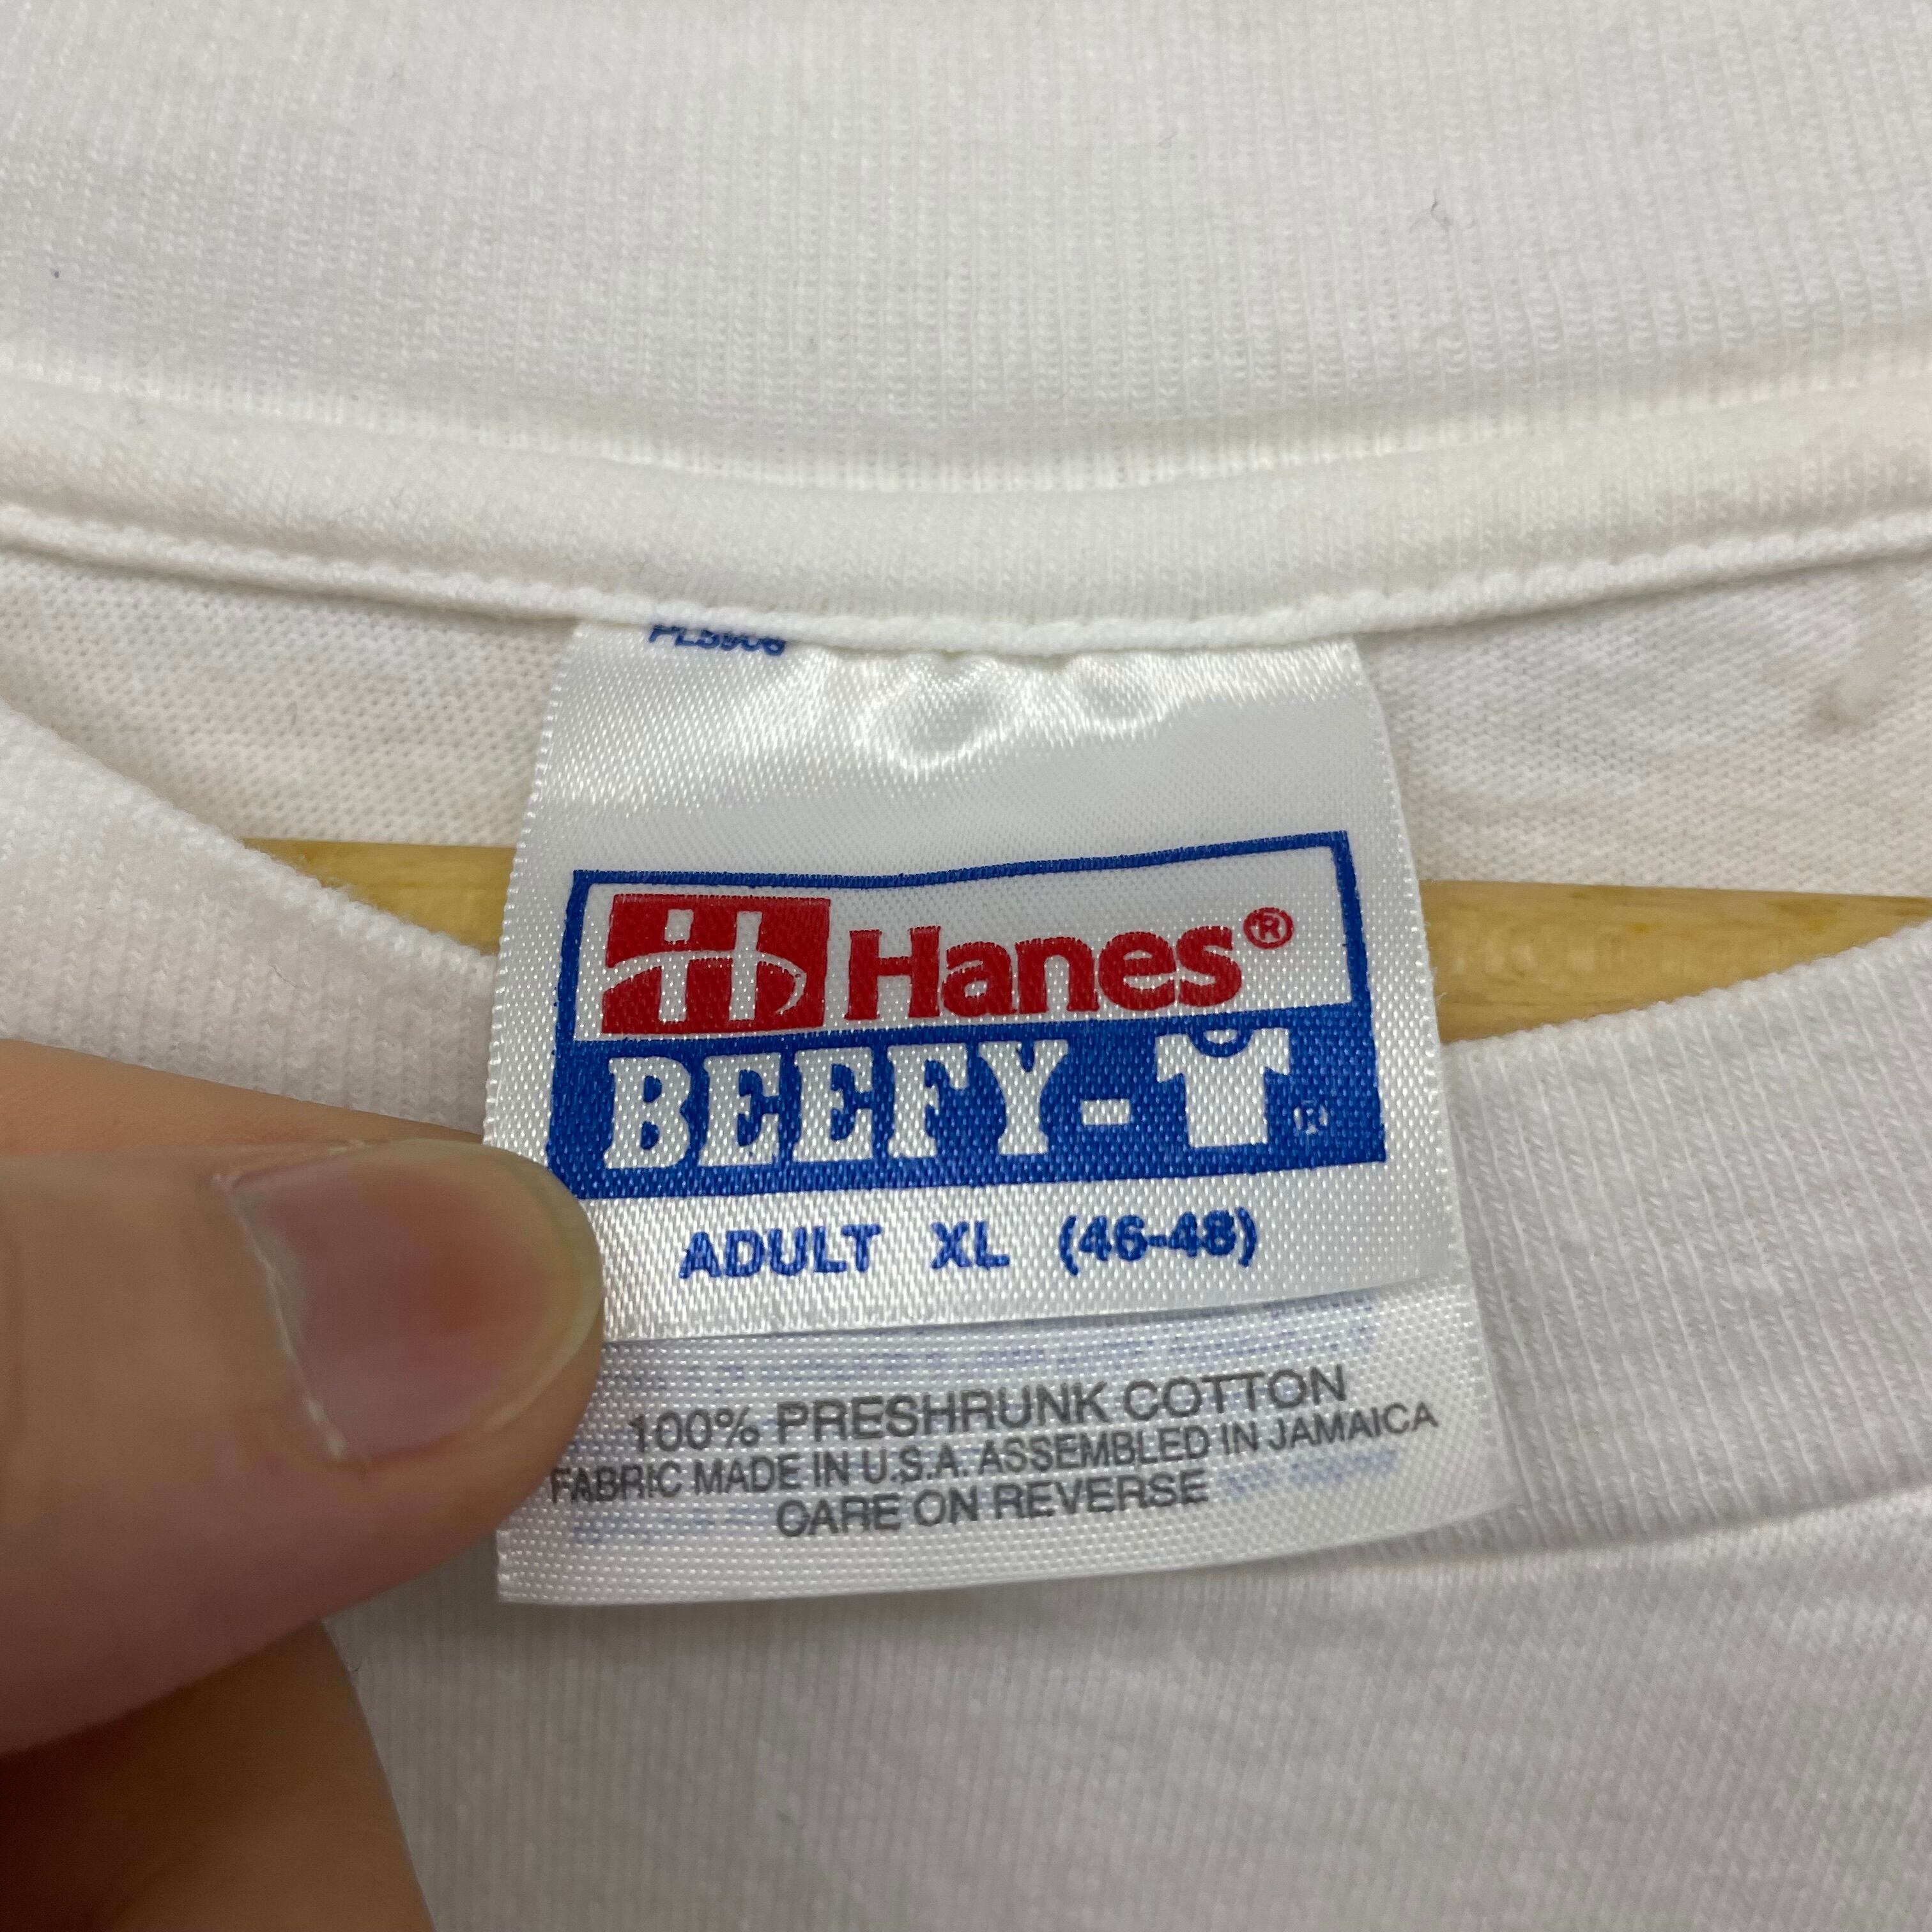 Hanes®
BEEFY-T®
ADULT XL (46-48)
100% PRESHRUNK COTTON
FABRIC MADE IN U.S.A. ASSEMBLED IN JAMAICA
CARE ON REVERSE